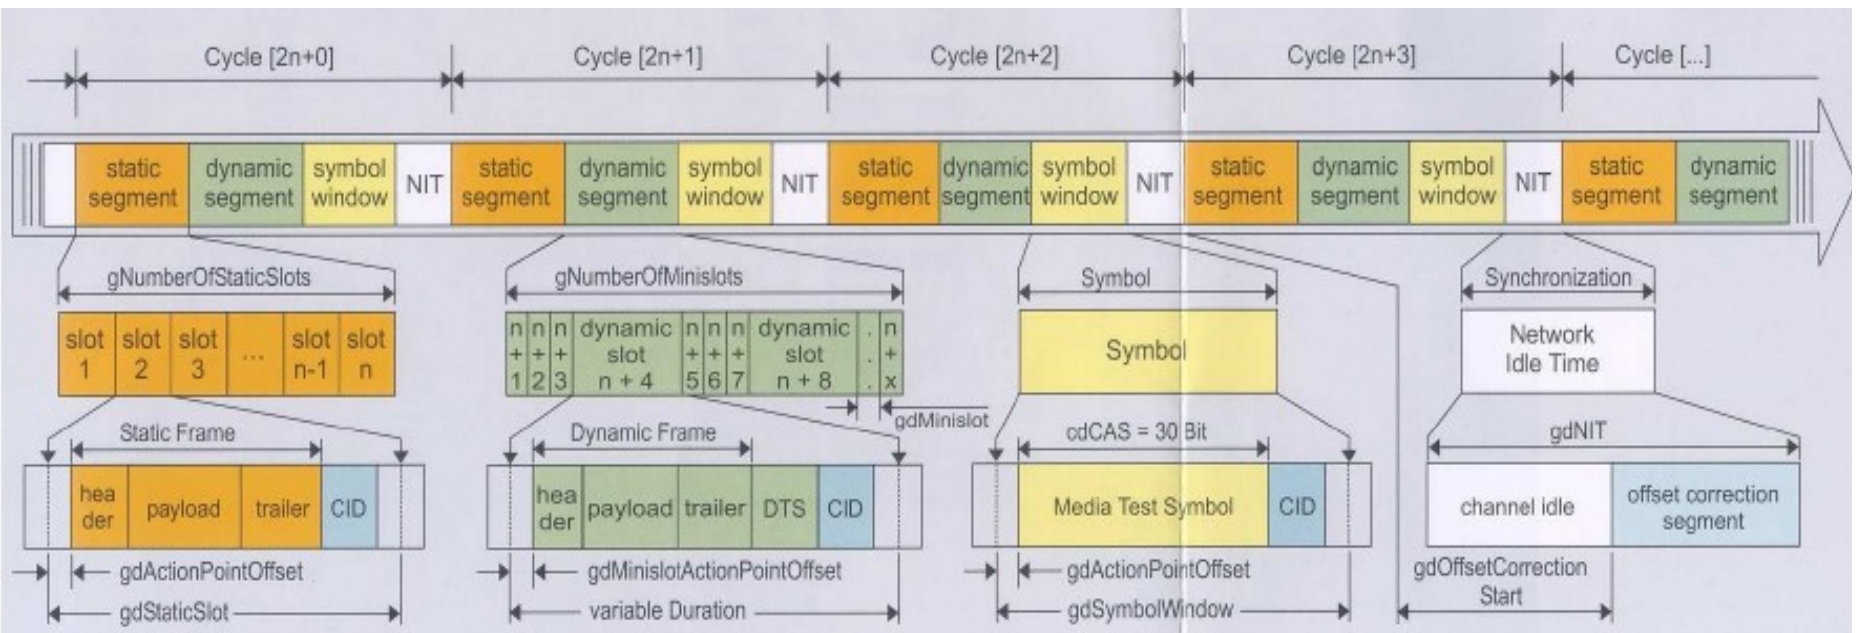 Cycle [2n+0]
Cycle [2n+1]
Cycle [2n+2]
Cycle [2n+3]
Cycle [...]
static
segment
dynamic
segment
symbol
window
NIT
static
segment
dynamic
segment
symbol
window
NIT
static
segment
dynamic
segment
symbol
window
NIT
static
segment
dynamic
segment
symbol
window
NIT
static
segment
dynamic
segment
gNumberOfStaticSlots
gNumberOfMinislots
Symbol
Synchronization
slot
1
slot
2
slot
3
...
slot
n-1
slot
n
n
+
1
n
+
2
n
+
3
dynamic
slot
n + 4
n
+
5
n
+
6
n
+
7
dynamic
slot
n + 8
.
.
.
n
+
x
gdMinislot
Symbol
Network
Idle Time
Static Frame
Dynamic Frame
cdCAS = 30 Bit
gdNIT
hea
der
payload
trailer
CID
hea
der
payload
trailer
DTS
CID
Media Test Symbol
CID
channel idle
offset correction
segment
gdActionPointOffset
gdStaticSlot
gdMinislotActionPointOffset
variable Duration
gdActionPointOffset
gdSymbolWindow
gdOffsetCorrection
Start